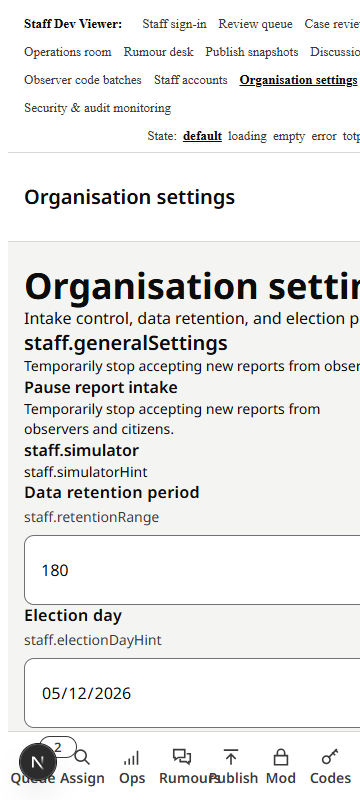 Staff Dev Viewer: Staff sign-in Review queue Case revie
Operations room Rumour desk Publish snapshots Discussio
Observer code batches Staff accounts Organisation settings
Security & audit monitoring
State: default loading empty error totp
Organisation settings
Organisation settin
Intake control, data retention, and election p
staff.generalSettings
Temporarily stop accepting new reports from obser
Pause report intake
Temporarily stop accepting new reports from
observers and citizens.
staff.simulator
staff.simulatorHint
Data retention period
staff.retentionRange
180
Election day
staff.electionDayHint
05/12/2026
N 2
Queue Assign Ops Rumours Publish Mod Codes